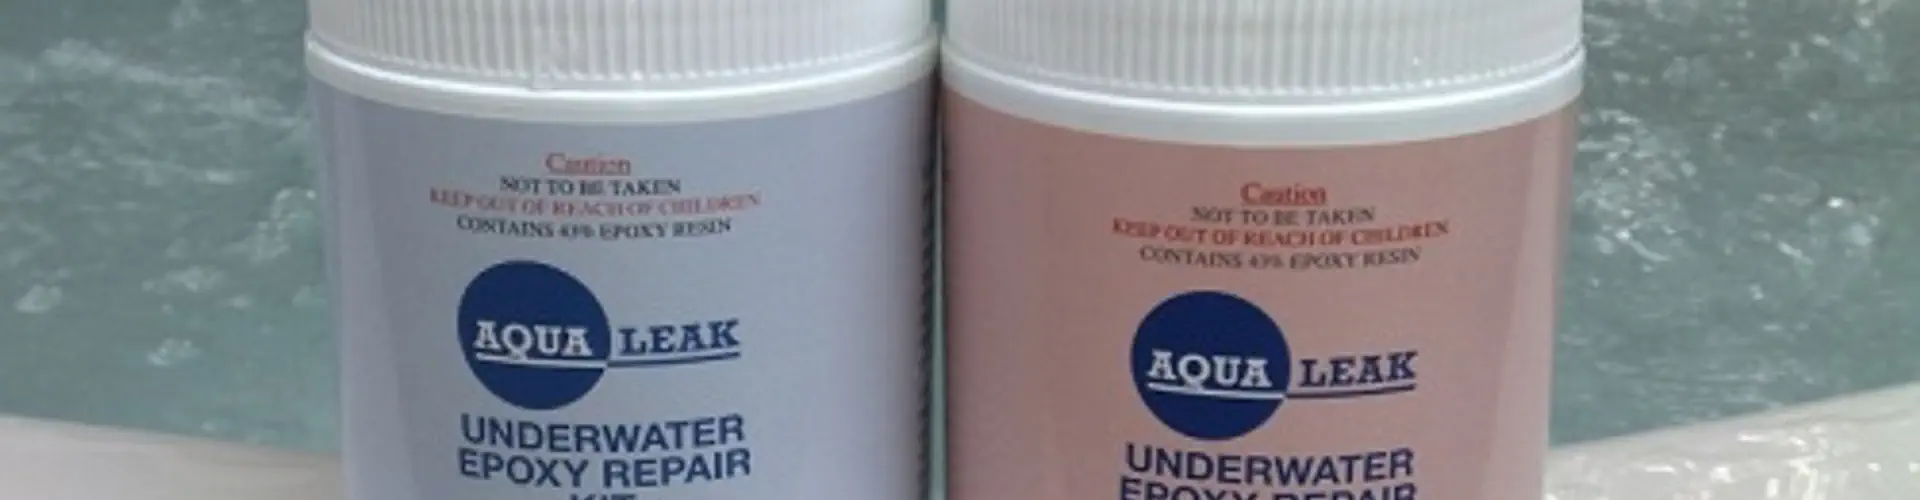 Caution
NOT TO BE TAKEN
KEEP OUT OF REACH OF CHILDREN
CONTAINS 43% EPOXY RESIN
AQUA LEAK
UNDERWATER
EPOXY REPAIR
KIT
Caution
NOT TO BE TAKEN
KEEP OUT OF REACH OF CHILDREN
CONTAINS 43% EPOXY RESIN
AQUA LEAK
UNDERWATER
EPOXY REPAIR